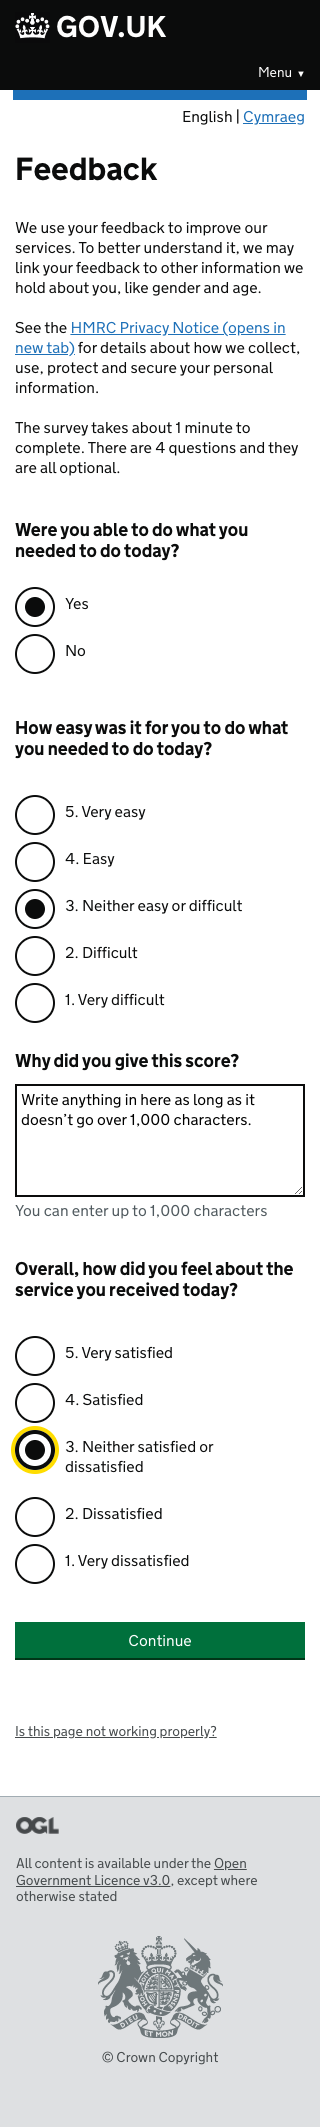 GOV.UK
Menu ▼
English | Cymraeg
Feedback
We use your feedback to improve our
services. To better understand it, we may
link your feedback to other information we
hold about you, like gender and age.
See the HMRC Privacy Notice (opens in
new tab) for details about how we collect,
use, protect and secure your personal
information.
The survey takes about 1 minute to
complete. There are 4 questions and they
are all optional.
Were you able to do what you
needed to do today?
Yes
No
How easy was it for you to do what
you needed to do today?
5. Very easy
4. Easy
3. Neither easy or difficult
2. Difficult
1. Very difficult
Why did you give this score?
Write anything in here as long as it
doesn’t go over 1,000 characters.
You can enter up to 1,000 characters
Overall, how did you feel about the
service you received today?
5. Very satisfied
4. Satisfied
3. Neither satisfied or
dissatisfied
2. Dissatisfied
1. Very dissatisfied
Continue
Is this page not working properly?
OGL
All content is available under the Open
Government Licence v3.0, except where
otherwise stated
DIEU ET MON DROIT
© Crown Copyright